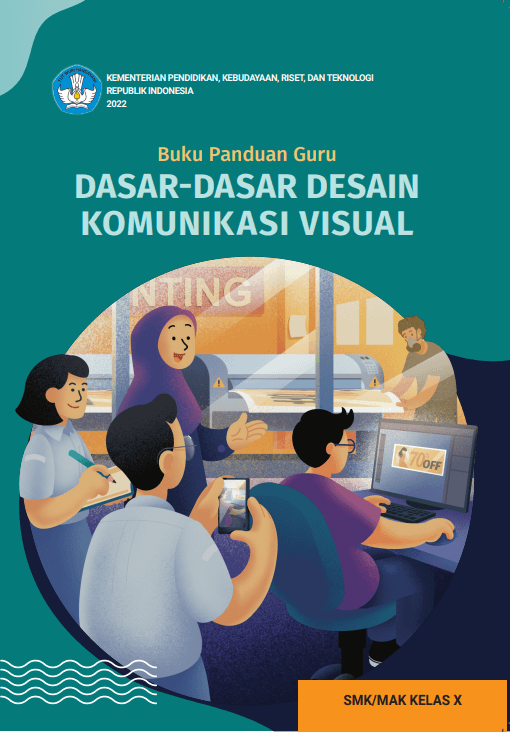 KEMENTERIAN PENDIDIKAN, KEBUDAYAAN, RISET, DAN TEKNOLOGI
REPUBLIK INDONESIA
2022
Buku Panduan Guru
DASAR-DASAR DESAIN
KOMUNIKASI VISUAL
NTING
70%
OFF
SMK/MAK KELAS X